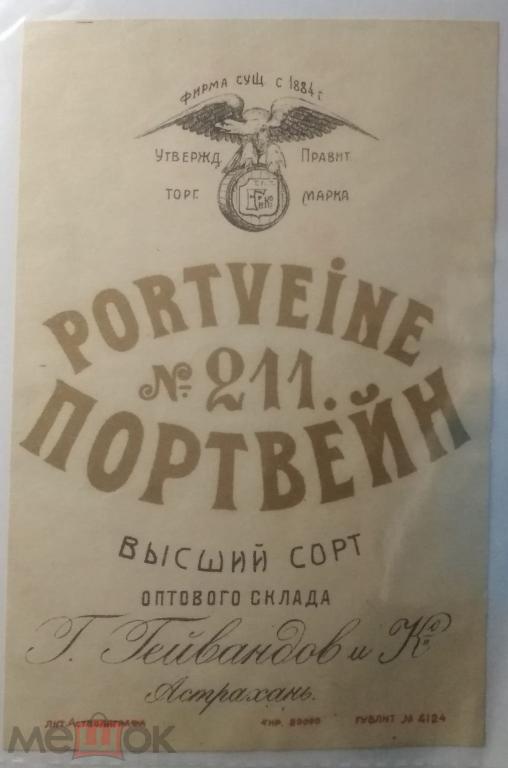 ФИРМА СУЩ. С 1884 г.
УТВЕРЖД. ПРАВИТ.
ТОРГ. МАРКА
PORTVEINE
№ 211.
ПОРТВЕЙН
ВЫСШИЙ СОРТ
ОПТОВОГО СКЛАДА
Г. Гейвандов и Ко
Астрахань.
ГУБЛИТ № 4124
мешок